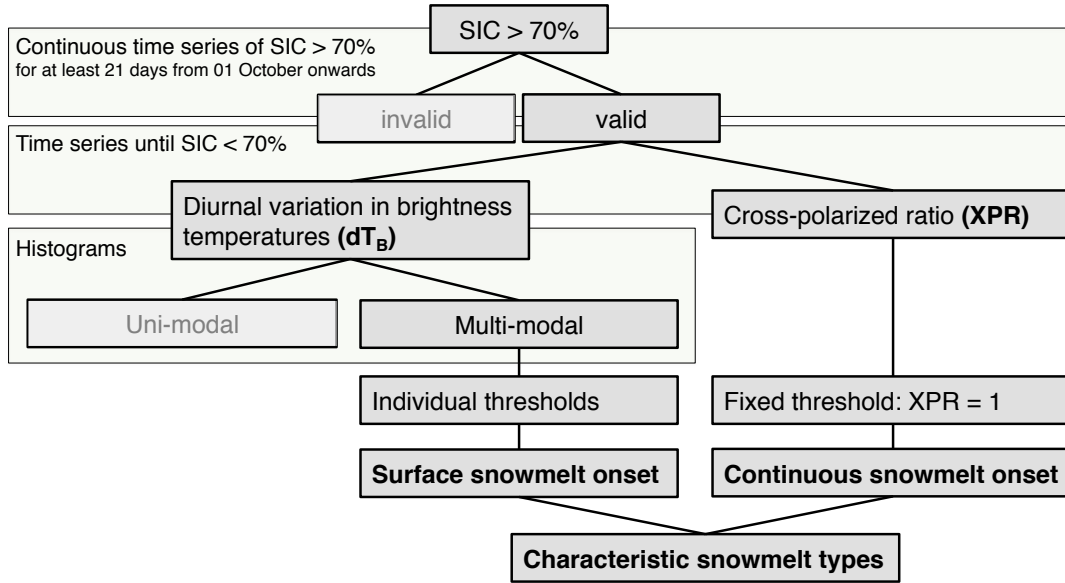 SIC > 70%
Continuous time series of SIC > 70%
for at least 21 days from 01 October onwards
invalid
valid
Time series until SIC < 70%
Diurnal variation in brightness
temperatures (dT_B)
Cross-polarized ratio (XPR)
Histograms
Uni-modal
Multi-modal
Individual thresholds
Fixed threshold: XPR = 1
Surface snowmelt onset
Continuous snowmelt onset
Characteristic snowmelt types